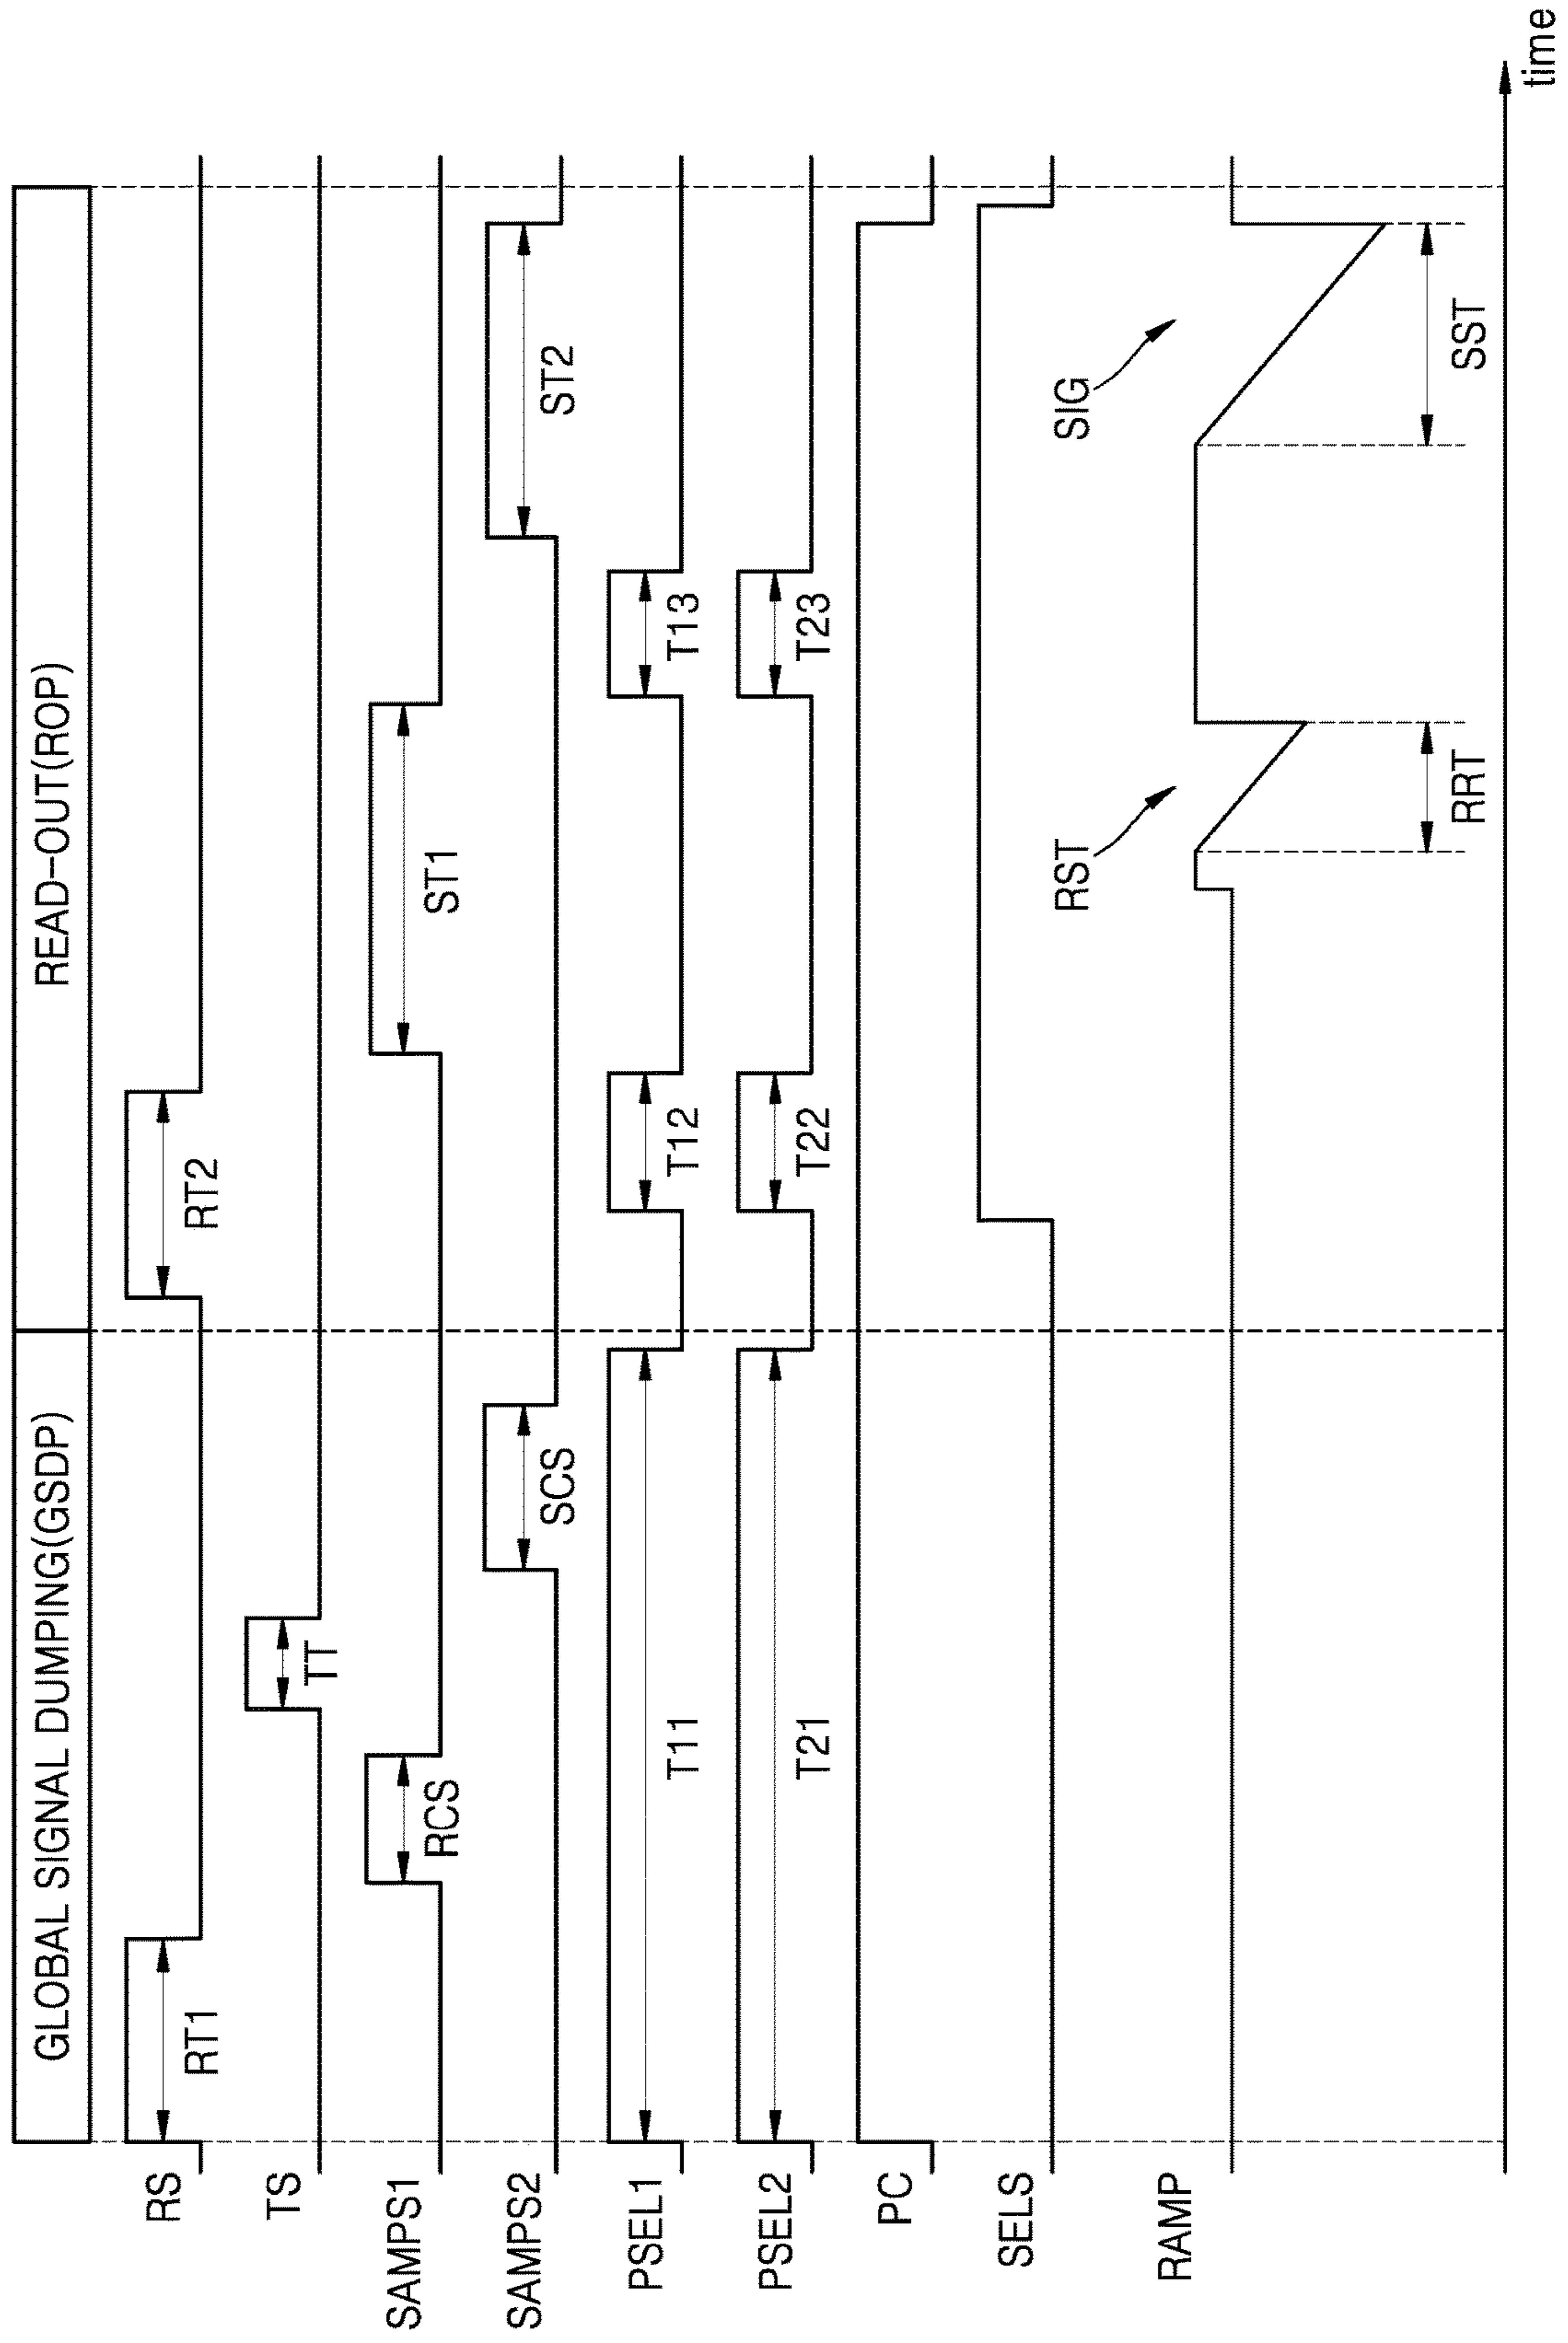 GLOBAL SIGNAL DUMPING(GSDP)
READ-OUT(ROP)
RS
RT1
RT2
TS
TT
SAMPS1
RCS
ST1
SAMPS2
SCS
ST2
PSEL1
T11
T12
T13
PSEL2
T21
T22
T23
PC
SELS
RAMP
RST
SIG
RRT
SST
time